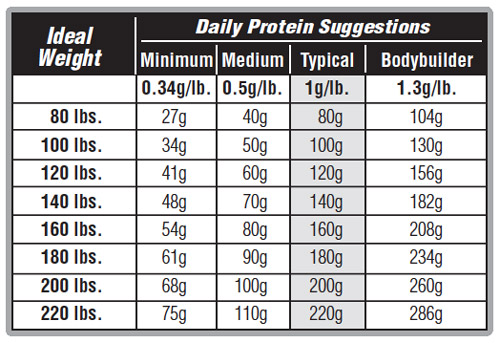 Ideal Weight Daily Protein Suggestions
Minimum Medium Typical Bodybuilder
0.34g/lb. 0.5g/lb. 1g/lb. 1.3g/lb.
80 lbs. 27g 40g 80g 104g
100 lbs. 34g 50g 100g 130g
120 lbs. 41g 60g 120g 156g
140 lbs. 48g 70g 140g 182g
160 lbs. 54g 80g 160g 208g
180 lbs. 61g 90g 180g 234g
200 lbs. 68g 100g 200g 260g
220 lbs. 75g 110g 220g 286g